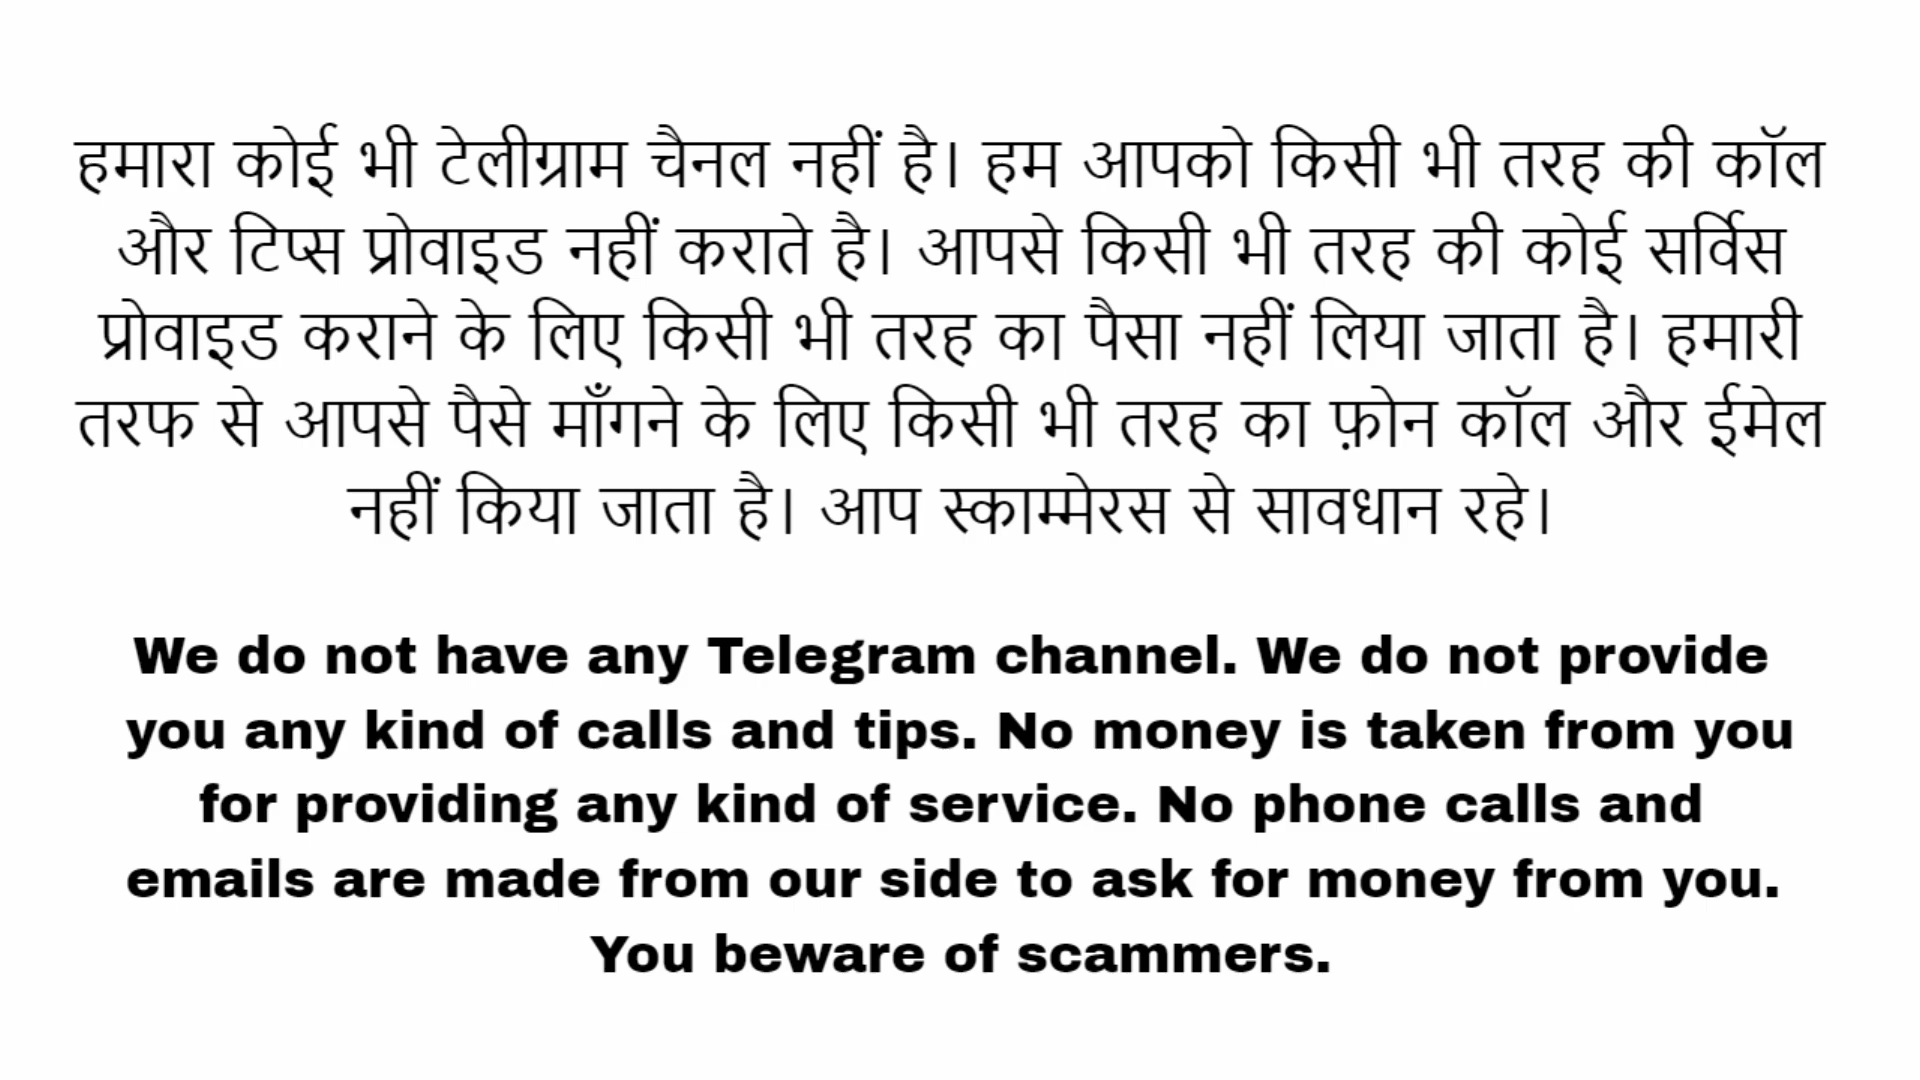 हमारा कोई भी टेलीग्राम चैनल नहीं है। हम आपको किसी भी तरह की कॉल
और टिप्स प्रोवाइड नहीं कराते है। आपसे किसी भी तरह की कोई सर्विस
प्रोवाइड कराने के लिए किसी भी तरह का पैसा नहीं लिया जाता है। हमारी
तरफ से आपसे पैसे माँगने के लिए किसी भी तरह का फ़ोन कॉल और ईमेल
नहीं किया जाता है। आप स्काम्मेरस से सावधान रहे।
We do not have any Telegram channel. We do not provide
you any kind of calls and tips. No money is taken from you
for providing any kind of service. No phone calls and
emails are made from our side to ask for money from you.
You beware of scammers.